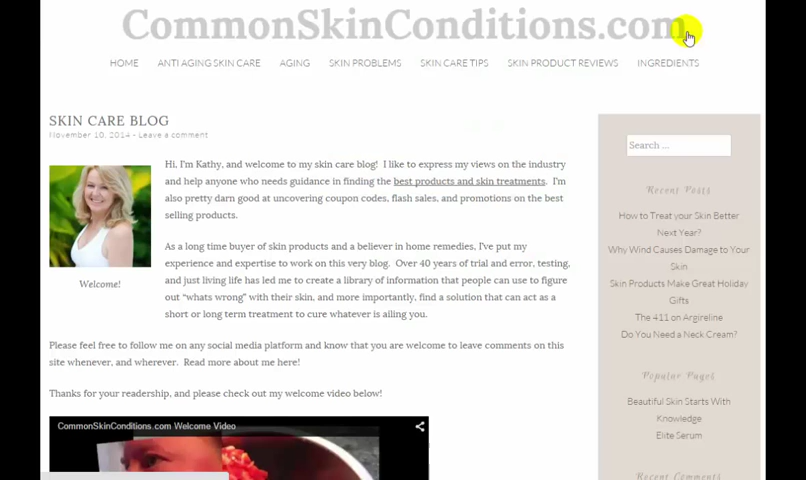 CommonSkinConditions.com
HOME ANTI AGING SKIN CARE AGING SKIN PROBLEMS SKIN CARE TIPS SKIN PRODUCT REVIEWS INGREDIENTS
SKIN CARE BLOG
November 10, 2014 - Leave a comment
Hi, I'm Kathy, and welcome to my skin care blog! I like to express my views on the industry
and help anyone who needs guidance in finding the best products and skin treatments. I'm
also pretty darn good at uncovering coupon codes, flash sales, and promotions on the best
selling products.
As a long time buyer of skin products and a believer in home remedies, I've put my
experience and expertise to work on this very blog. Over 40 years of trial and error, testing,
and just living life has led me to create a library of information that people can use to figure
out "whats wrong" with their skin, and more importantly, find a solution that can act as a
short or long term treatment to cure whatever is ailing you.
Welcome!
Please feel free to follow me on any social media platform and know that you are welcome to leave comments on this
site whenever, and wherever. Read more about me here!
Thanks for your readership, and please check out my welcome video below!
CommonSkinConditions.com Welcome Video
Search ...
Recent Posts
How to Treat your Skin Better
Next Year?
Why Wind Causes Damage to Your
Skin
Skin Products Make Great Holiday
Gifts
The 411 on Argireline
Do You Need a Neck Cream?
Popular Pages
Beautiful Skin Starts With
Knowledge
Elite Serum
Recent Comments